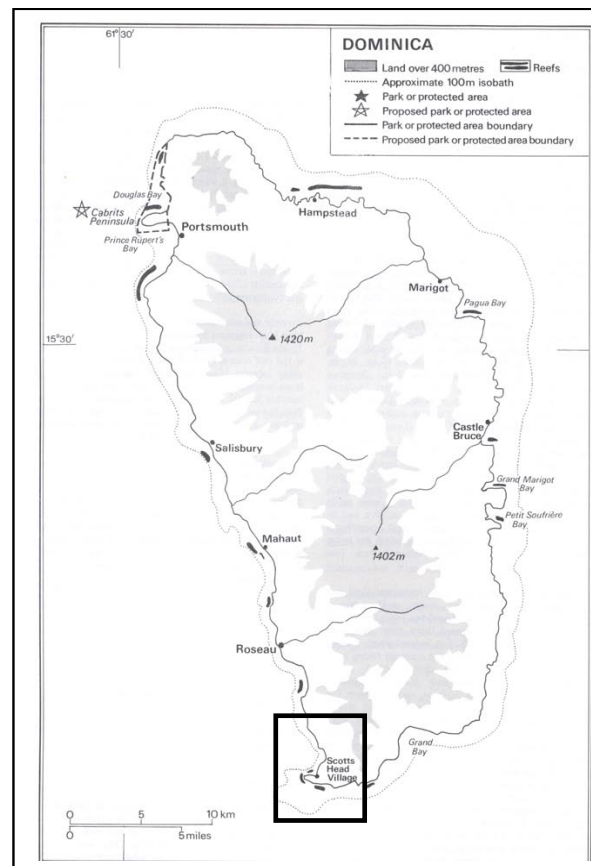 61° 30'
DOMINICA
Land over 400 metres
Reefs
Approximate 100m isobath
Park or protected area
Proposed park or protected area
Park or protected area boundary
Proposed park or protected area boundary
Douglas Bay
Cabrits
Peninsula
Prince Rupert's
Bay
Portsmouth
Hampstead
Marigot
Pagua Bay
15° 30'
1420m
Castle
Bruce
Salisbury
Grand Marigot
Bay
Petit Soufrière
Bay
Mahaut
1402m
Roseau
Grand
Bay
Scotts
Head
Village
0 5 10 km
0 5 miles